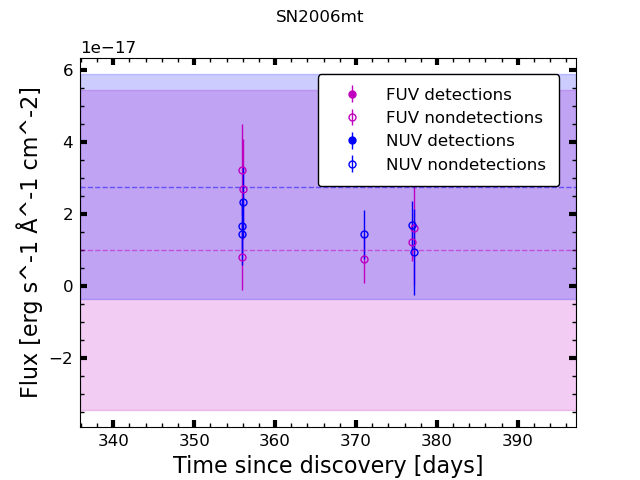 SN2006mt
1e−17
6
4
2
0
−2
Flux [erg s^-1 Å^-1 cm^-2]
FUV detections
FUV nondetections
NUV detections
NUV nondetections
340 350 360 370 380 390
Time since discovery [days]